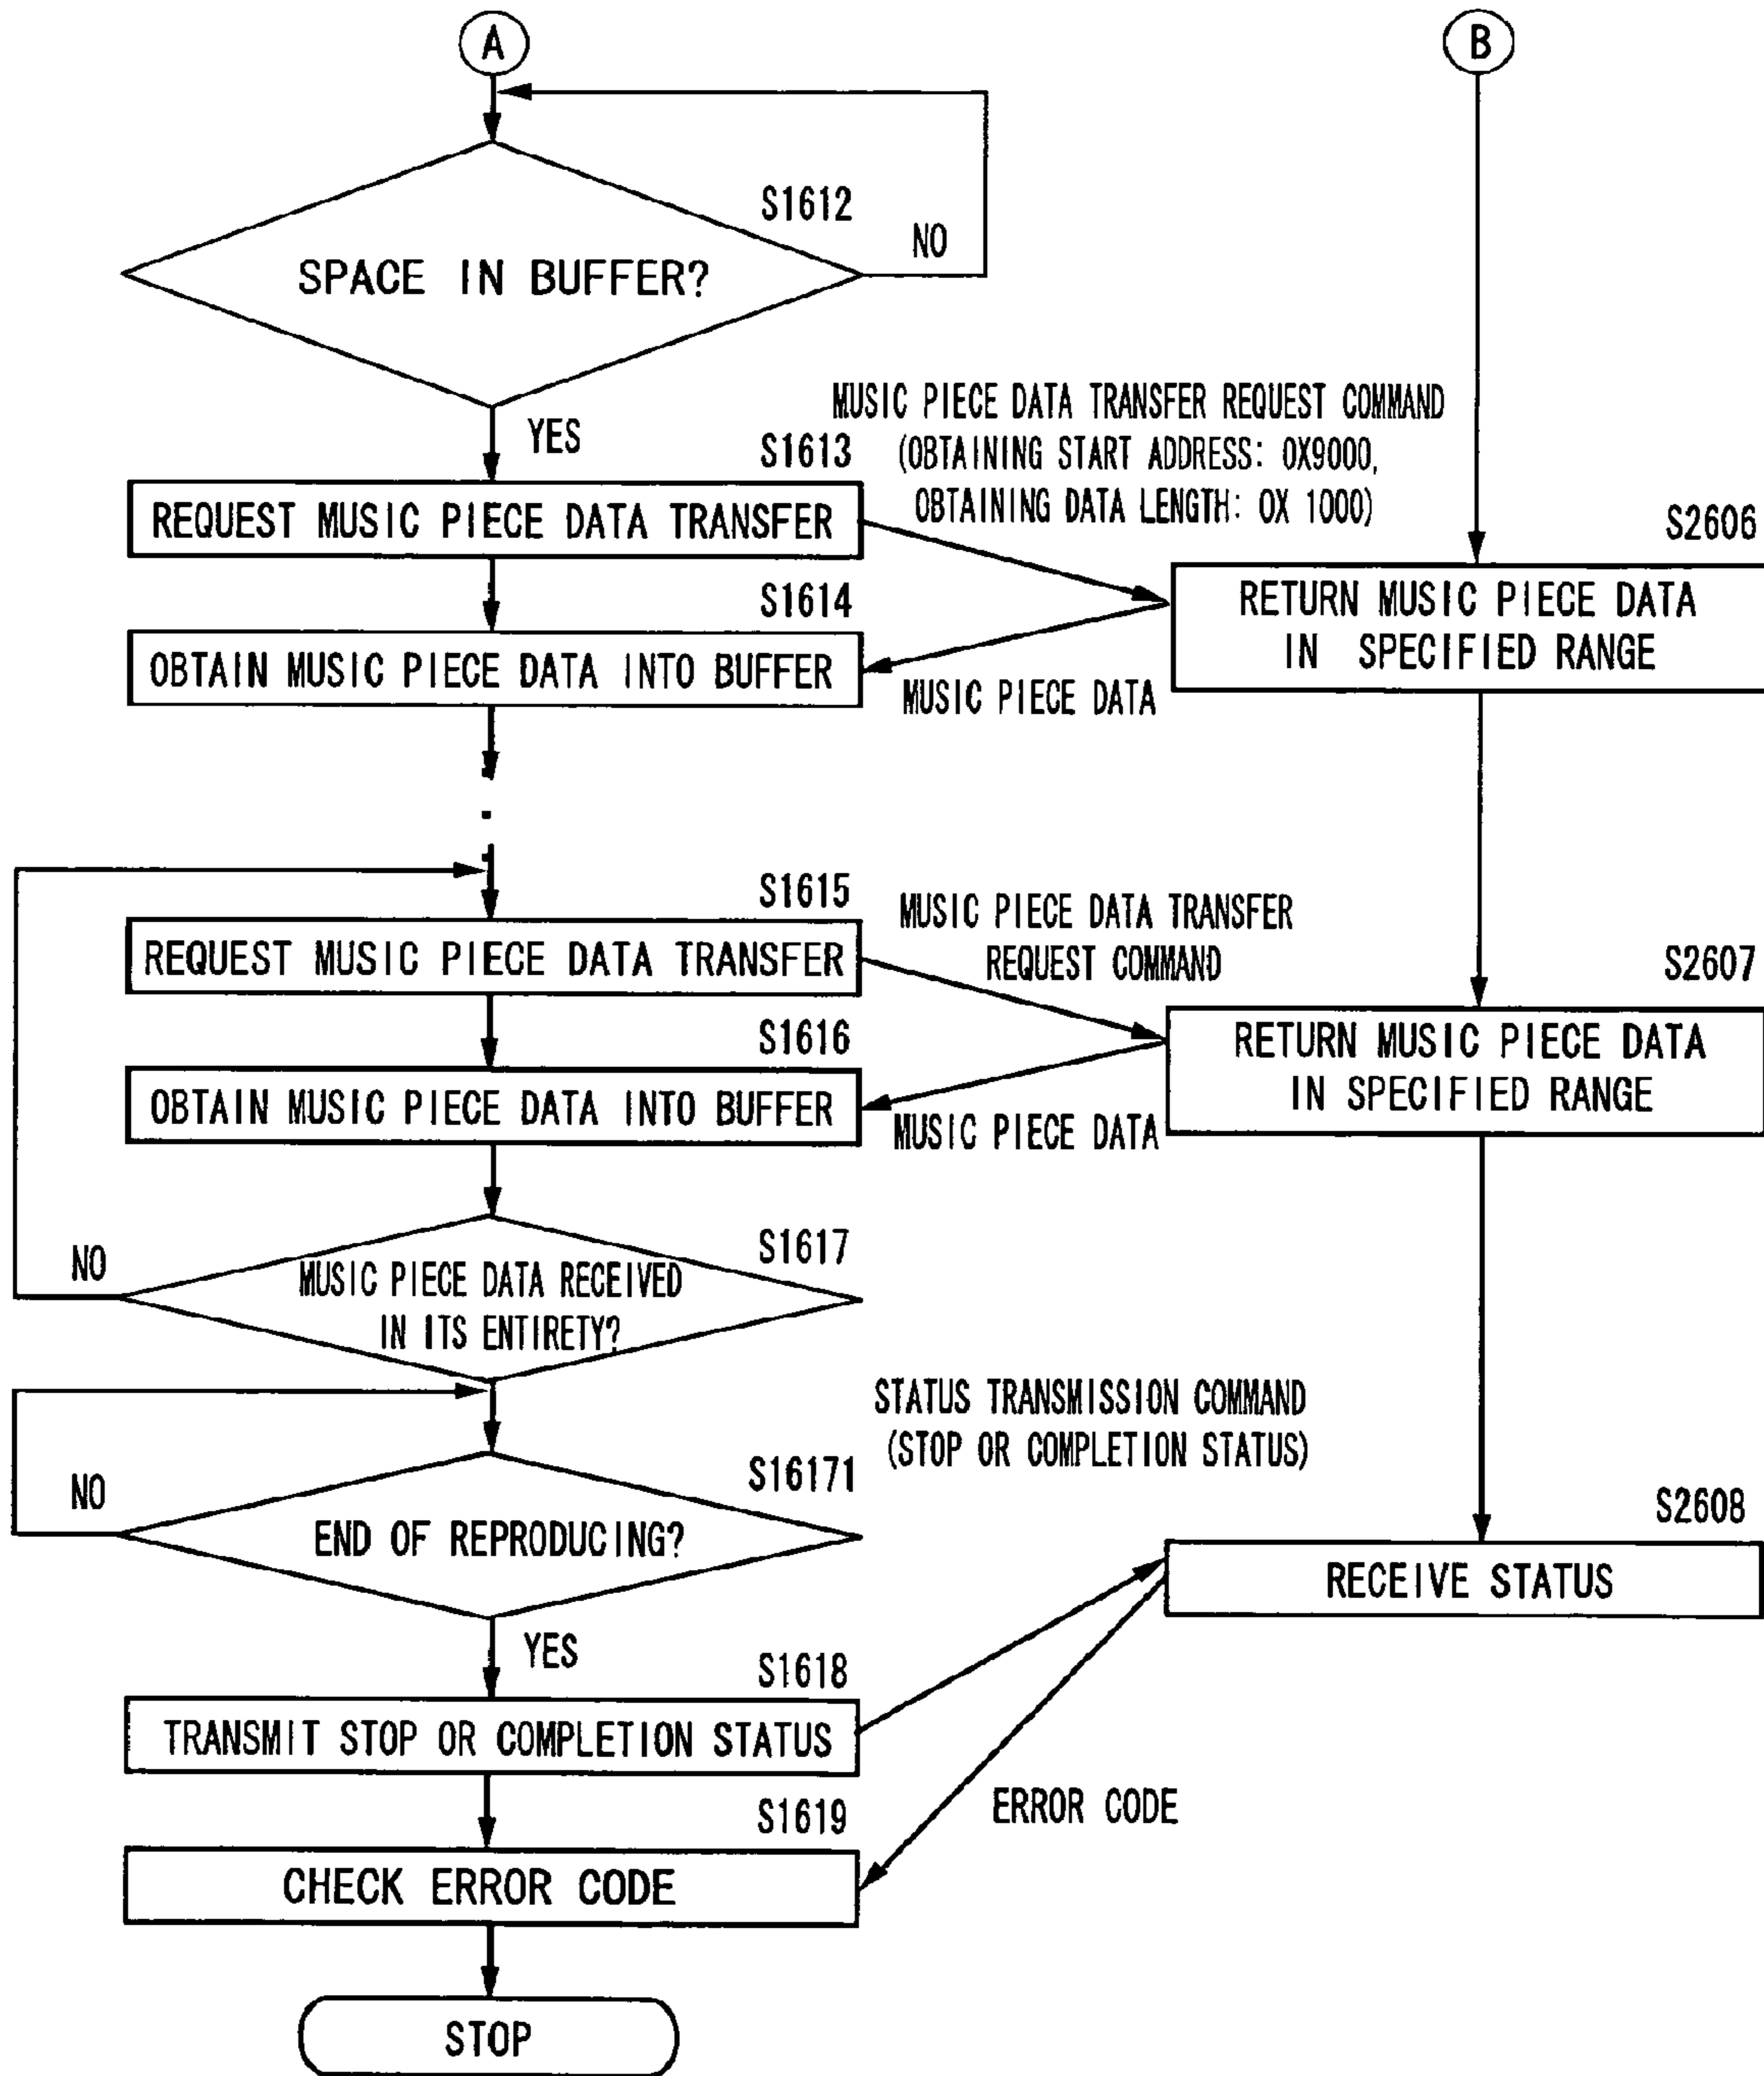 A
B
S1612
NO
SPACE IN BUFFER?
YES
S1613
MUSIC PIECE DATA TRANSFER REQUEST COMMAND
(OBTAINING START ADDRESS: 0X9000,
OBTAINING DATA LENGTH: 0X 1000)
REQUEST MUSIC PIECE DATA TRANSFER
S2606
S1614
RETURN MUSIC PIECE DATA
IN SPECIFIED RANGE
OBTAIN MUSIC PIECE DATA INTO BUFFER
MUSIC PIECE DATA
S1615
MUSIC PIECE DATA TRANSFER
REQUEST COMMAND
REQUEST MUSIC PIECE DATA TRANSFER
S2607
S1616
RETURN MUSIC PIECE DATA
IN SPECIFIED RANGE
OBTAIN MUSIC PIECE DATA INTO BUFFER
MUSIC PIECE DATA
S1617
NO
MUSIC PIECE DATA RECEIVED
IN ITS ENTIRETY?
STATUS TRANSMISSION COMMAND
(STOP OR COMPLETION STATUS)
S16171
NO
END OF REPRODUCING?
S2608
RECEIVE STATUS
YES
S1618
TRANSMIT STOP OR COMPLETION STATUS
ERROR CODE
S1619
CHECK ERROR CODE
STOP